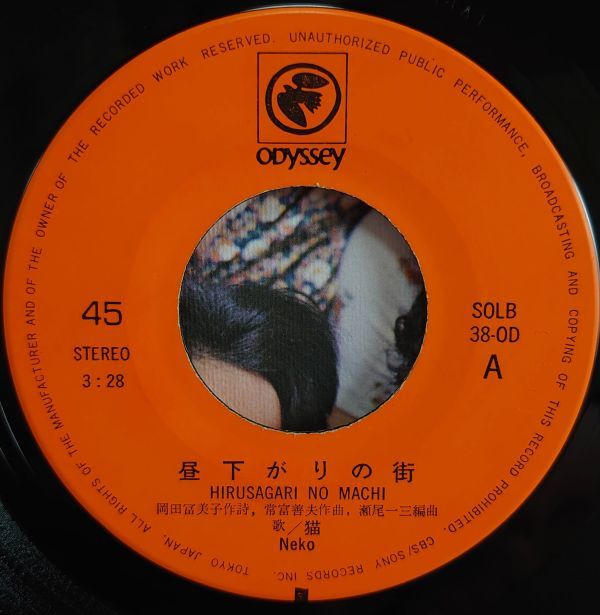 ALL RIGHTS OF THE MANUFACTURER AND OF THE OWNER OF THE RECORDED WORK RESERVED. UNAUTHORIZED PUBLIC PERFORMANCE, BROADCASTING AND COPYING OF THIS RECORD PROHIBITED. CBS/SONY RECORDS INC. TOKYO JAPAN.
ODYSSEY
45
STEREO
3:28
SOLB
38-OD
A
昼下がりの街
HIRUSAGARI NO MACHI
岡田冨美子作詩, 常富善夫作曲, 瀬尾一三編曲
歌/猫
Neko